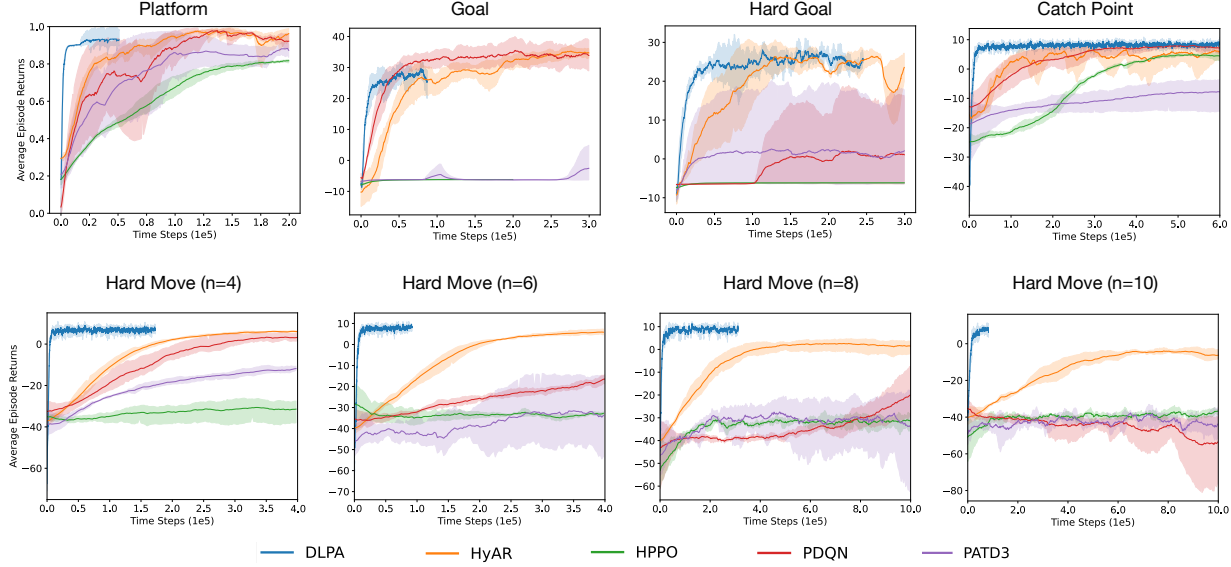 Platform
Goal
Hard Goal
Catch Point
Average Episode Returns
1.0
0.8
0.6
0.4
0.2
0.0
0.0 0.2 0.5 0.8 1.0 1.2 1.5 1.8 2.0
Time Steps (1e5)
40
30
20
10
0
−10
0.0 0.5 1.0 1.5 2.0 2.5 3.0
Time Steps (1e5)
30
20
10
0
−10
0.0 0.5 1.0 1.5 2.0 2.5 3.0
Time Steps (1e5)
10
0
−10
−20
−30
−40
0.0 1.0 2.0 3.0 4.0 5.0 6.0
Time Steps (1e5)
Hard Move (n=4)
Hard Move (n=6)
Hard Move (n=8)
Hard Move (n=10)
Average Episode Returns
0
−20
−40
−60
0.0 0.5 1.0 1.5 2.0 2.5 3.0 3.5 4.0
Time Steps (1e5)
10
0
−10
−20
−30
−40
−50
−60
−70
0.0 0.5 1.0 1.5 2.0 2.5 3.0 3.5 4.0
Time Steps (1e5)
10
0
−10
−20
−30
−40
−50
−60
0.0 2.0 4.0 6.0 8.0 10.0
Time Steps (1e5)
0
−20
−40
−60
−80
0.0 2.0 4.0 6.0 8.0 10.0
Time Steps (1e5)
DLPA HyAR HPPO PDQN PATD3